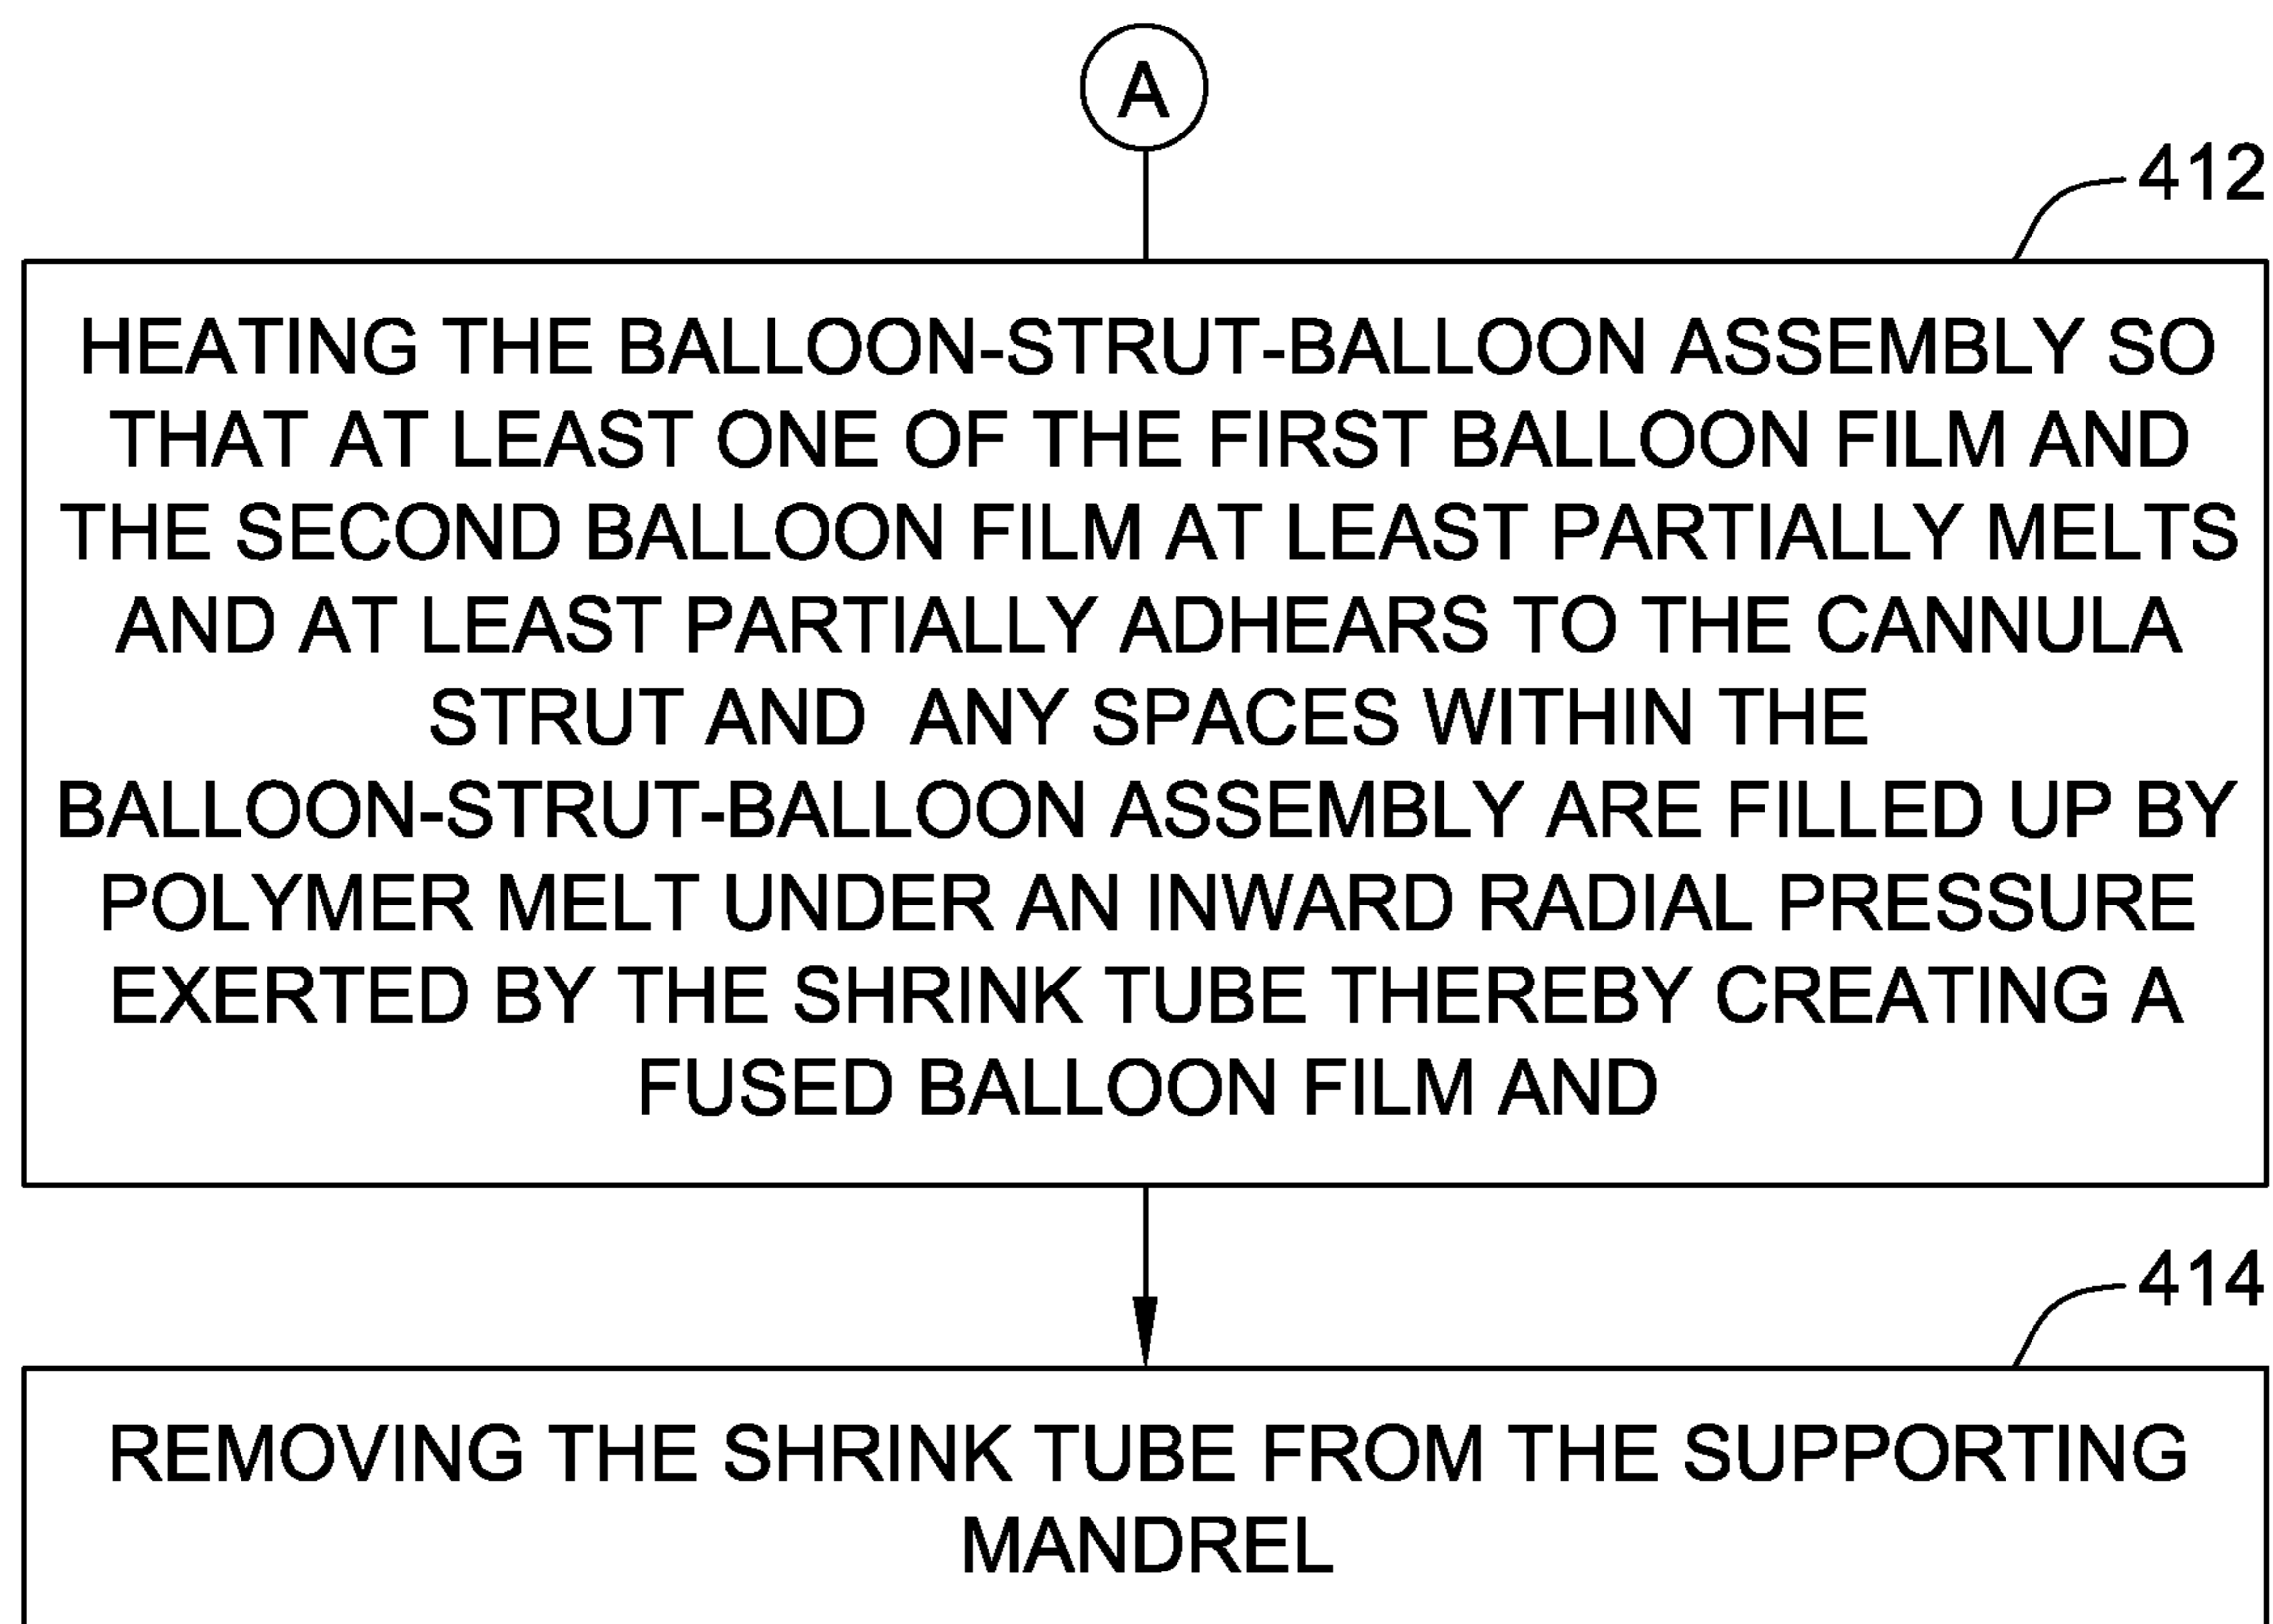 A
412
HEATING THE BALLOON-STRUT-BALLOON ASSEMBLY SO
THAT AT LEAST ONE OF THE FIRST BALLOON FILM AND
THE SECOND BALLOON FILM AT LEAST PARTIALLY MELTS
AND AT LEAST PARTIALLY ADHEARS TO THE CANNULA
STRUT AND ANY SPACES WITHIN THE
BALLOON-STRUT-BALLOON ASSEMBLY ARE FILLED UP BY
POLYMER MELT UNDER AN INWARD RADIAL PRESSURE
EXERTED BY THE SHRINK TUBE THEREBY CREATING A
FUSED BALLOON FILM AND
414
REMOVING THE SHRINK TUBE FROM THE SUPPORTING
MANDREL